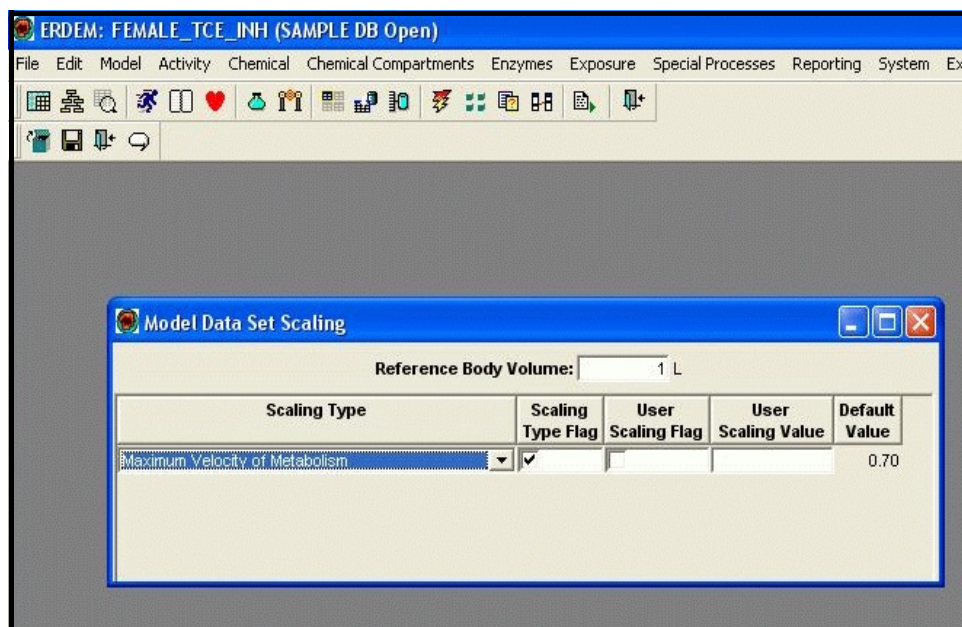 ERDEM: FEMALE_TCE_INH (SAMPLE DB Open)
File Edit Model Activity Chemical Chemical Compartments Enzymes Exposure Special Processes Reporting System Ex
Model Data Set Scaling
Reference Body Volume: 1 L
Scaling Type Scaling Type Flag User Scaling Flag User Scaling Value Default Value
Maximum Velocity of Metabolism 0.70